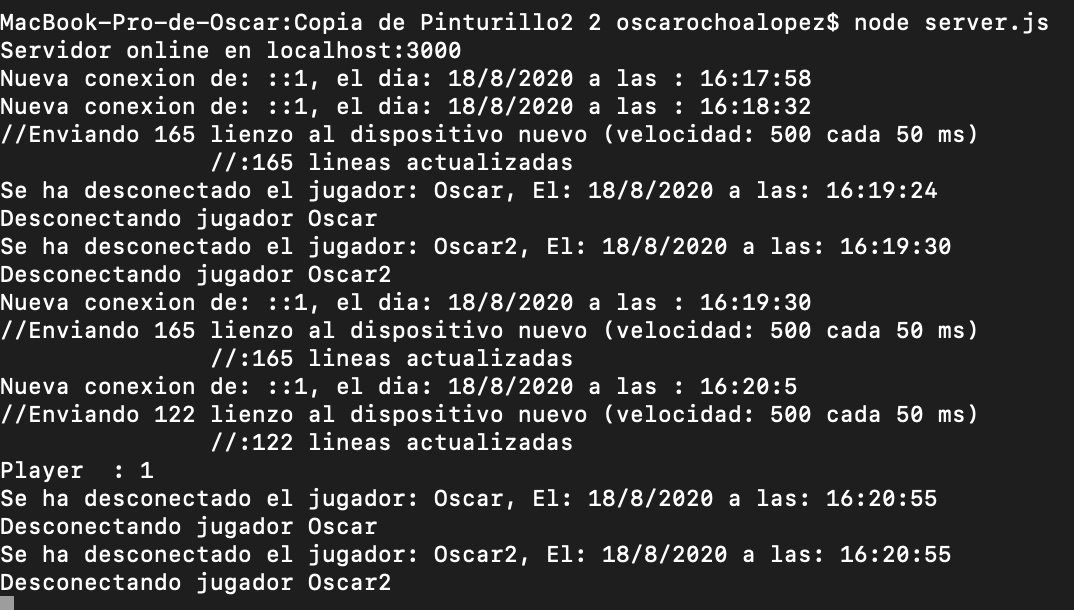 MacBook-Pro-de-Oscar:Copia de Pinturillo2 2 oscarochoalopez$ node server.js
Servidor online en localhost:3000
Nueva conexion de: ::1, el dia: 18/8/2020 a las : 16:17:58
Nueva conexion de: ::1, el dia: 18/8/2020 a las : 16:18:32
//Enviando 165 lienzo al dispositivo nuevo (velocidad: 500 cada 50 ms)
//:165 lineas actualizadas
Se ha desconectado el jugador: Oscar, El: 18/8/2020 a las: 16:19:24
Desconectando jugador Oscar
Se ha desconectado el jugador: Oscar2, El: 18/8/2020 a las: 16:19:30
Desconectando jugador Oscar2
Nueva conexion de: ::1, el dia: 18/8/2020 a las : 16:19:30
//Enviando 165 lienzo al dispositivo nuevo (velocidad: 500 cada 50 ms)
//:165 lineas actualizadas
Nueva conexion de: ::1, el dia: 18/8/2020 a las : 16:20:5
//Enviando 122 lienzo al dispositivo nuevo (velocidad: 500 cada 50 ms)
//:122 lineas actualizadas
Player  : 1
Se ha desconectado el jugador: Oscar, El: 18/8/2020 a las: 16:20:55
Desconectando jugador Oscar
Se ha desconectado el jugador: Oscar2, El: 18/8/2020 a las: 16:20:55
Desconectando jugador Oscar2